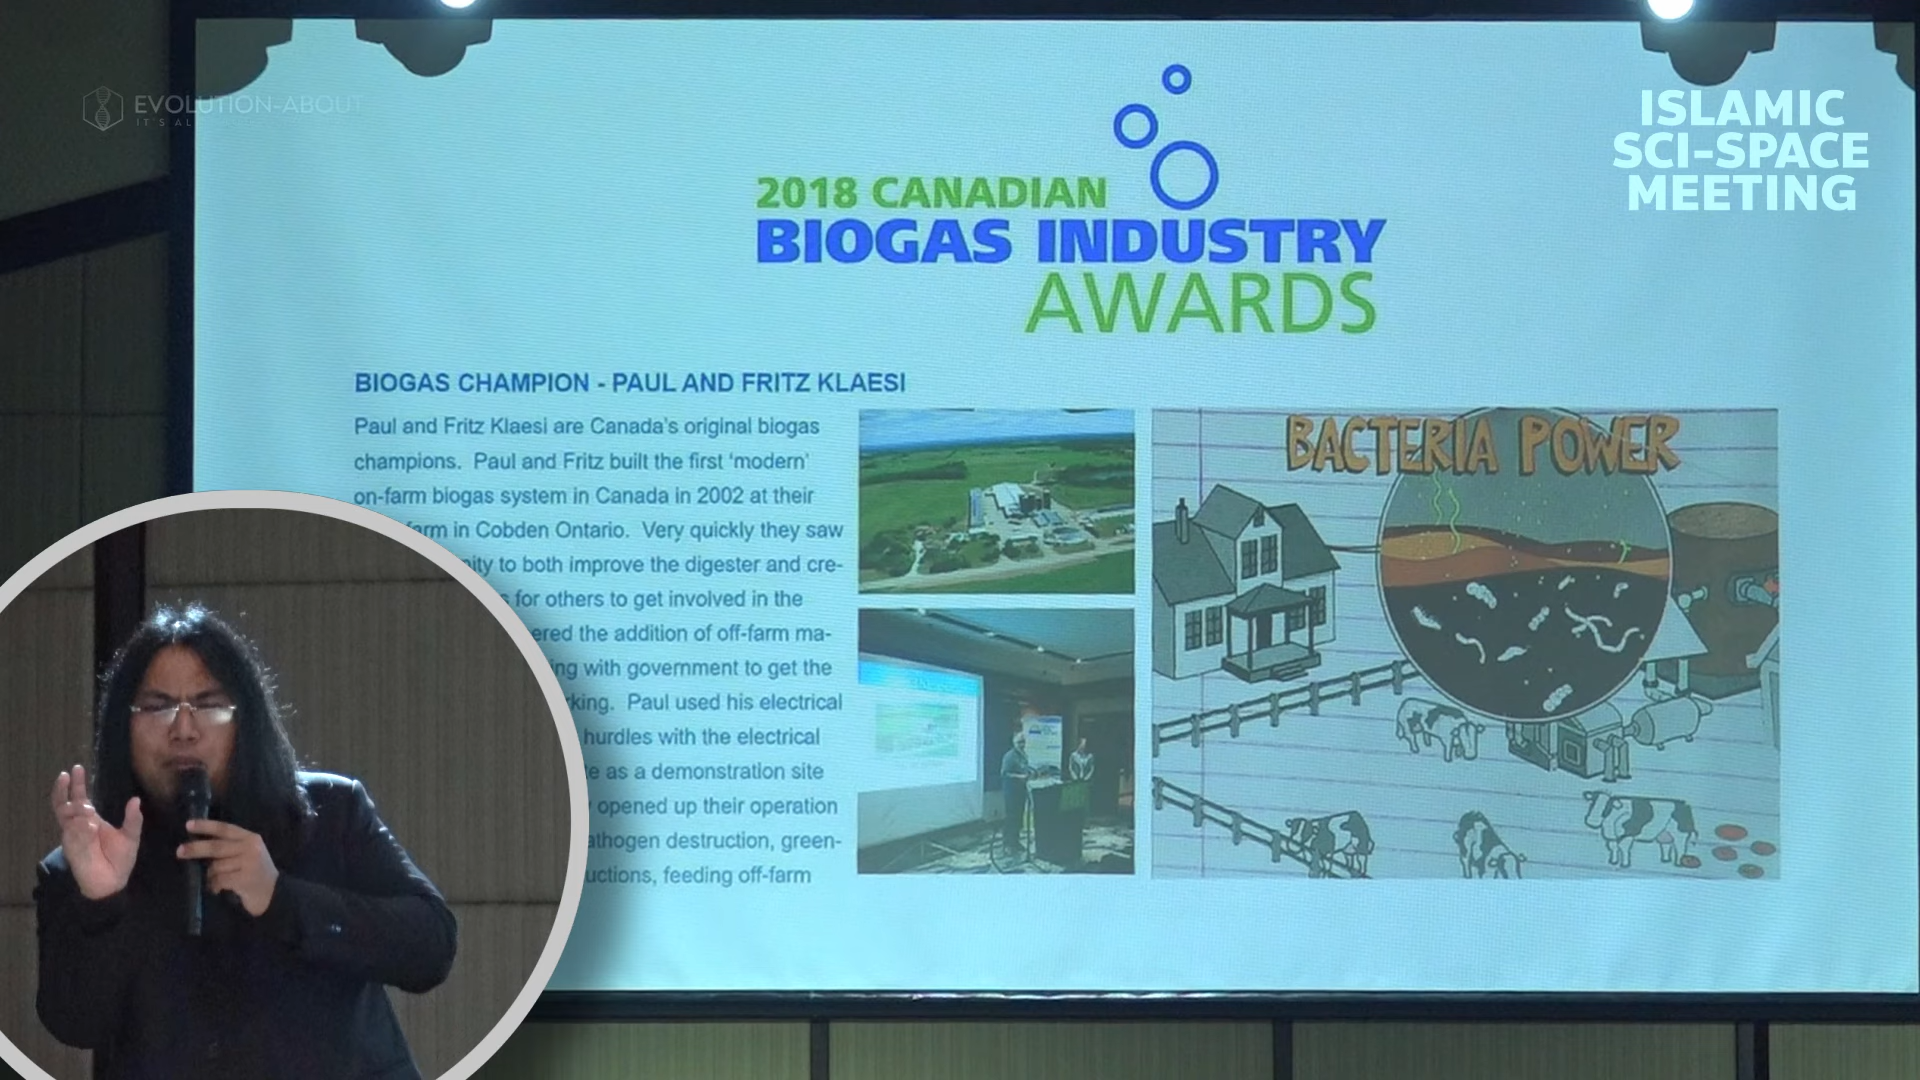 EVOLUTION-ABOUT
IT'S AL
ISLAMIC
SCI-SPACE
MEETING
2018 CANADIAN
BIOGAS INDUSTRY
AWARDS
BIOGAS CHAMPION - PAUL AND FRITZ KLAESI
Paul and Fritz Klaesi are Canada's original biogas
champions. Paul and Fritz built the first 'modern'
on-farm biogas system in Canada in 2002 at their
in Cobden Ontario. Very quickly they saw
to both improve the digester and cre-
for others to get involved in the
the addition of off-farm ma-
with government to get the
Paul used his electrical
hurdles with the electrical
as a demonstration site
opened up their operation
destruction, green-
feeding off-farm
BACTERIA POWER